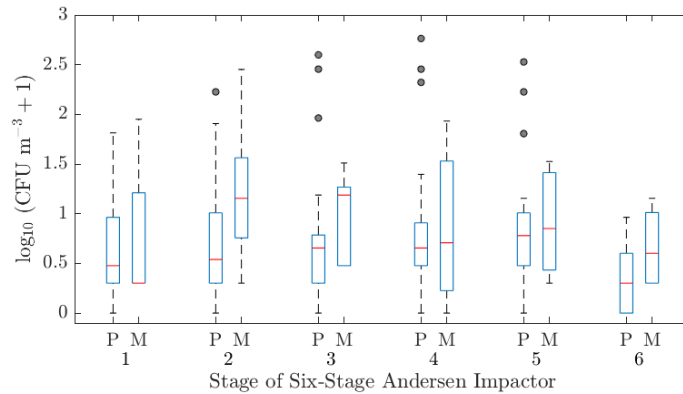 3
2.5
2
1.5
1
0.5
0
log₁₀ (CFU m⁻³ + 1)
P M P M P M P M P M P M
1 2 3 4 5 6
Stage of Six-Stage Andersen Impactor